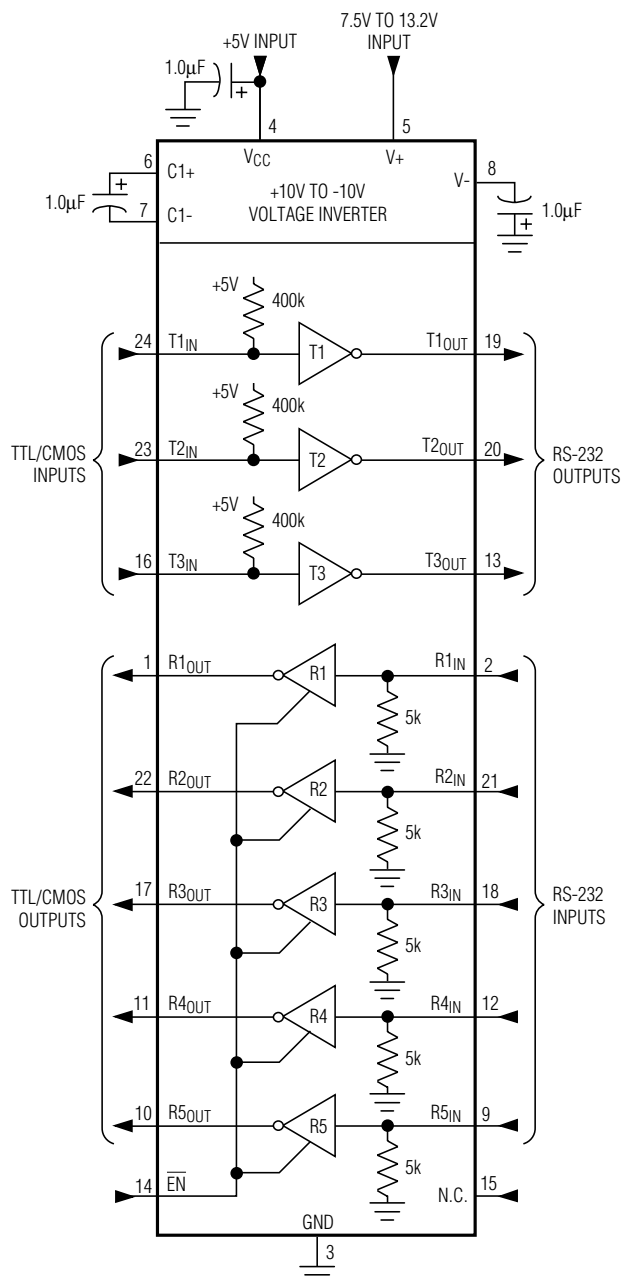 7.5V TO 13.2V
INPUT
+5V INPUT
1.0µF
+
4
5
VCC
V+
6
C1+
+
1.0µF
7
C1-
+10V TO -10V
VOLTAGE INVERTER
V-
8
1.0µF
+
+5V
400k
24
T1IN
T1
T1OUT
19
+5V
400k
TTL/CMOS
INPUTS
23
T2IN
T2
T2OUT
20
RS-232
OUTPUTS
+5V
400k
16
T3IN
T3
T3OUT
13
1
R1OUT
R1
R1IN
2
5k
22
R2OUT
R2
R2IN
21
5k
TTL/CMOS
OUTPUTS
17
R3OUT
R3
R3IN
18
RS-232
INPUTS
5k
11
R4OUT
R4
R4IN
12
5k
10
R5OUT
R5
R5IN
9
5k
14
EN
N.C.
15
GND
3